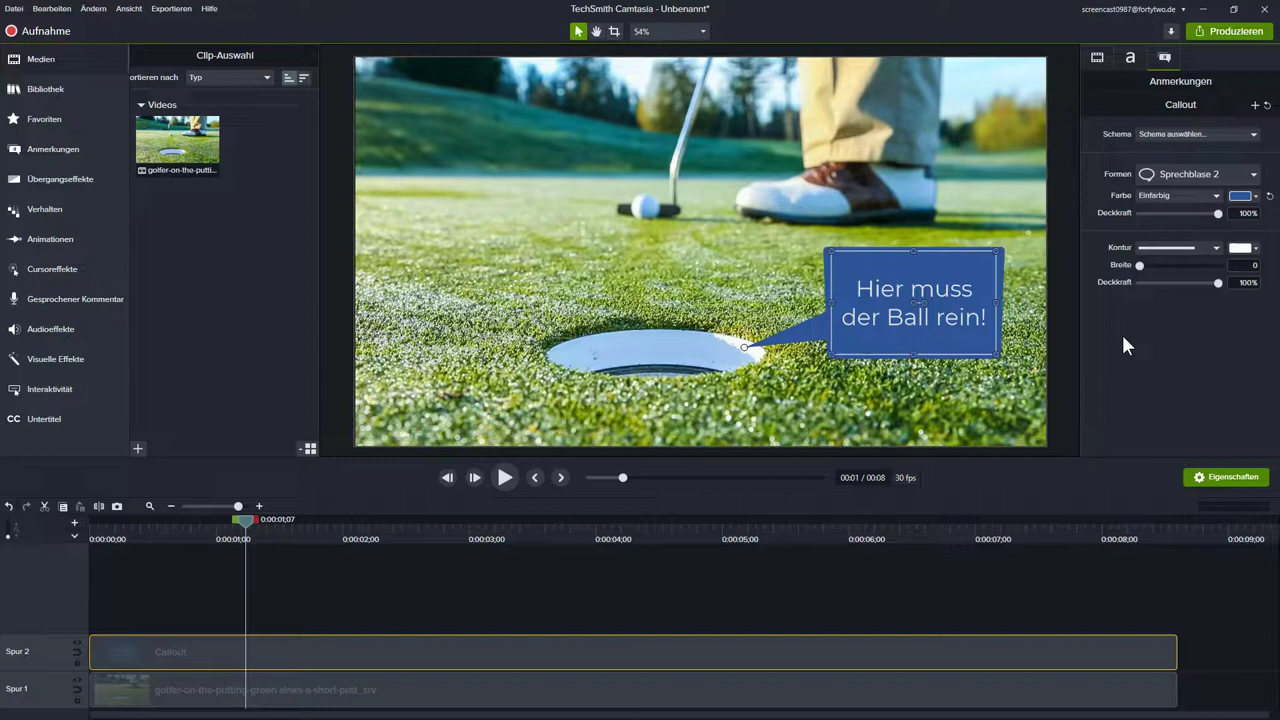 Datei Bearbeiten Ändern Ansicht Exportieren Hilfe
TechSmith Camtasia - Unbenannt*
screencast0987@fortytwo.de
Aufnahme
54%
Produzieren
Medien
Bibliothek
Favoriten
Anmerkungen
Übergangseffekte
Verhalten
Animationen
Cursoreffekte
Gesprochener Kommentar
Audioeffekte
Visuelle Effekte
Interaktivität
CC Untertitel
Clip-Auswahl
ortieren nach Typ
Videos
golfer-on-the-putti...
Hier muss
der Ball rein!
a
Anmerkungen
Callout
Schema Schema auswählen...
Formen Sprechblase 2
Farbe Einfarbig
Deckkraft 100%
Kontur
Breite 0
Deckkraft 100%
00:01 / 00:08 30 fps
Eigenschaften
0:00:01;07
0:00:00;00 0:00:01;00 0:00:02;00 0:00:03;00 0:00:04;00 0:00:05;00 0:00:06;00 0:00:07;00 0:00:08;00 0:00:09;00
Spur 2 Callout
Spur 1 golfer-on-the-putting-green-sinks-a-short-putt_srv